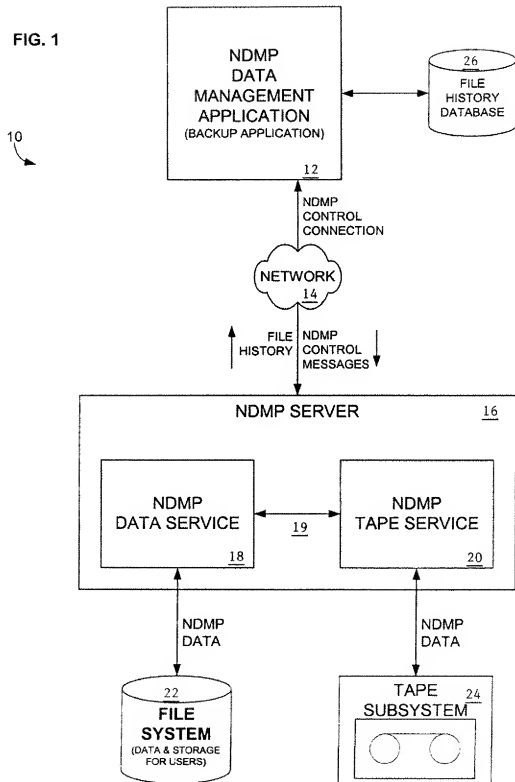 FIG. 1
10
NDMP
DATA
MANAGEMENT
APPLICATION
(BACKUP APPLICATION)
12
26
FILE
HISTORY
DATABASE
NDMP
CONTROL
CONNECTION
NETWORK
14
FILE
HISTORY
NDMP
CONTROL
MESSAGES
NDMP SERVER
16
NDMP
DATA SERVICE
18
19
NDMP
TAPE SERVICE
20
NDMP
DATA
NDMP
DATA
22
FILE
SYSTEM
(DATA & STORAGE
FOR USERS)
TAPE
SUBSYSTEM
24